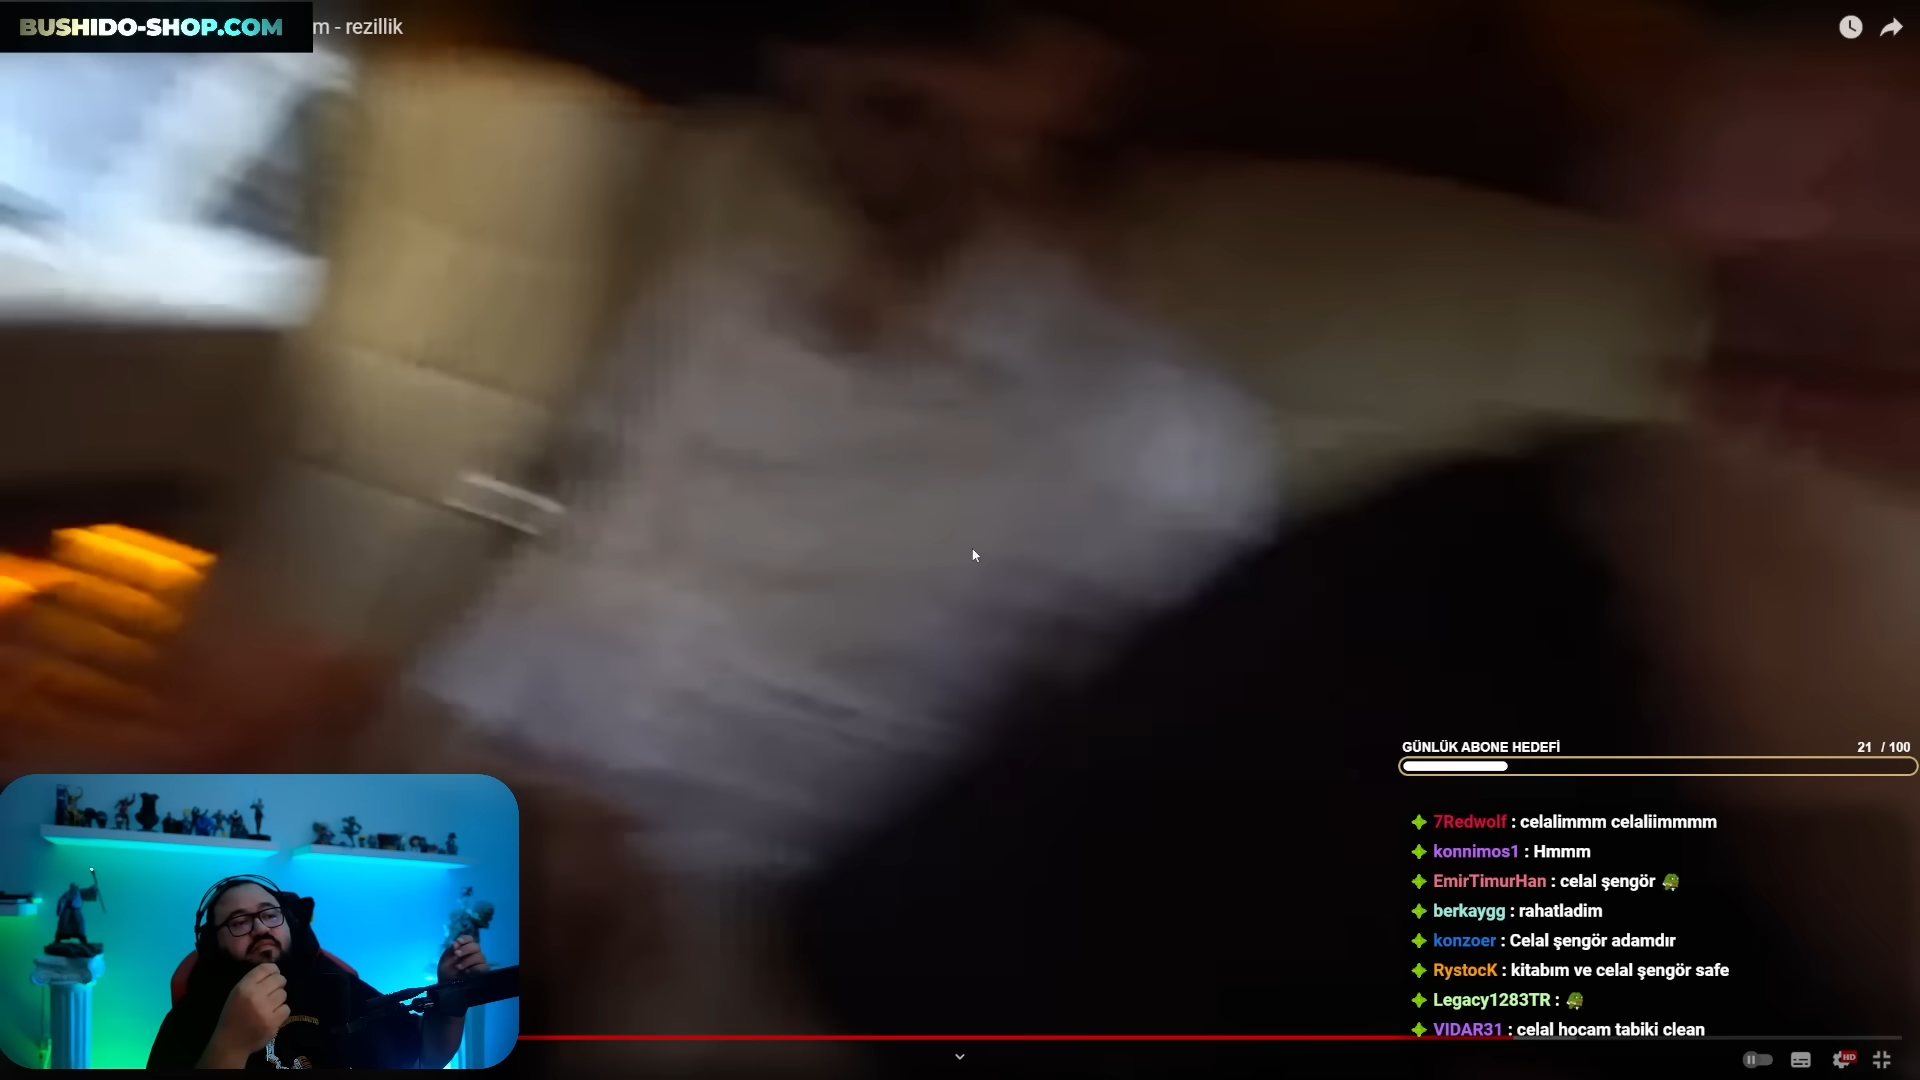 BUSHIDO-SHOP.COM
m - rezillik
GÜNLÜK ABONE HEDEFİ 21 / 100
7Redwolf : celalimmm celaliimmmm
konnimos1 : Hmmm
EmirTimurHan : celal şengör
berkaygg : rahatladim
konzoer : Celal şengör adamdır
RystocK : kitabım ve celal şengör safe
Legacy1283TR :
VIDAR31 : celal hocam tabiki clean
HD